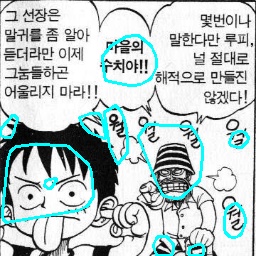 몇번이나
말한다만 루피,
널 절대로
해적으로 만들진
않겠다!
마을의
수치야!!
그 선장은
말귀를 좀 알아
듣더라만 이제
그놈들하곤
어울리지 마라!!